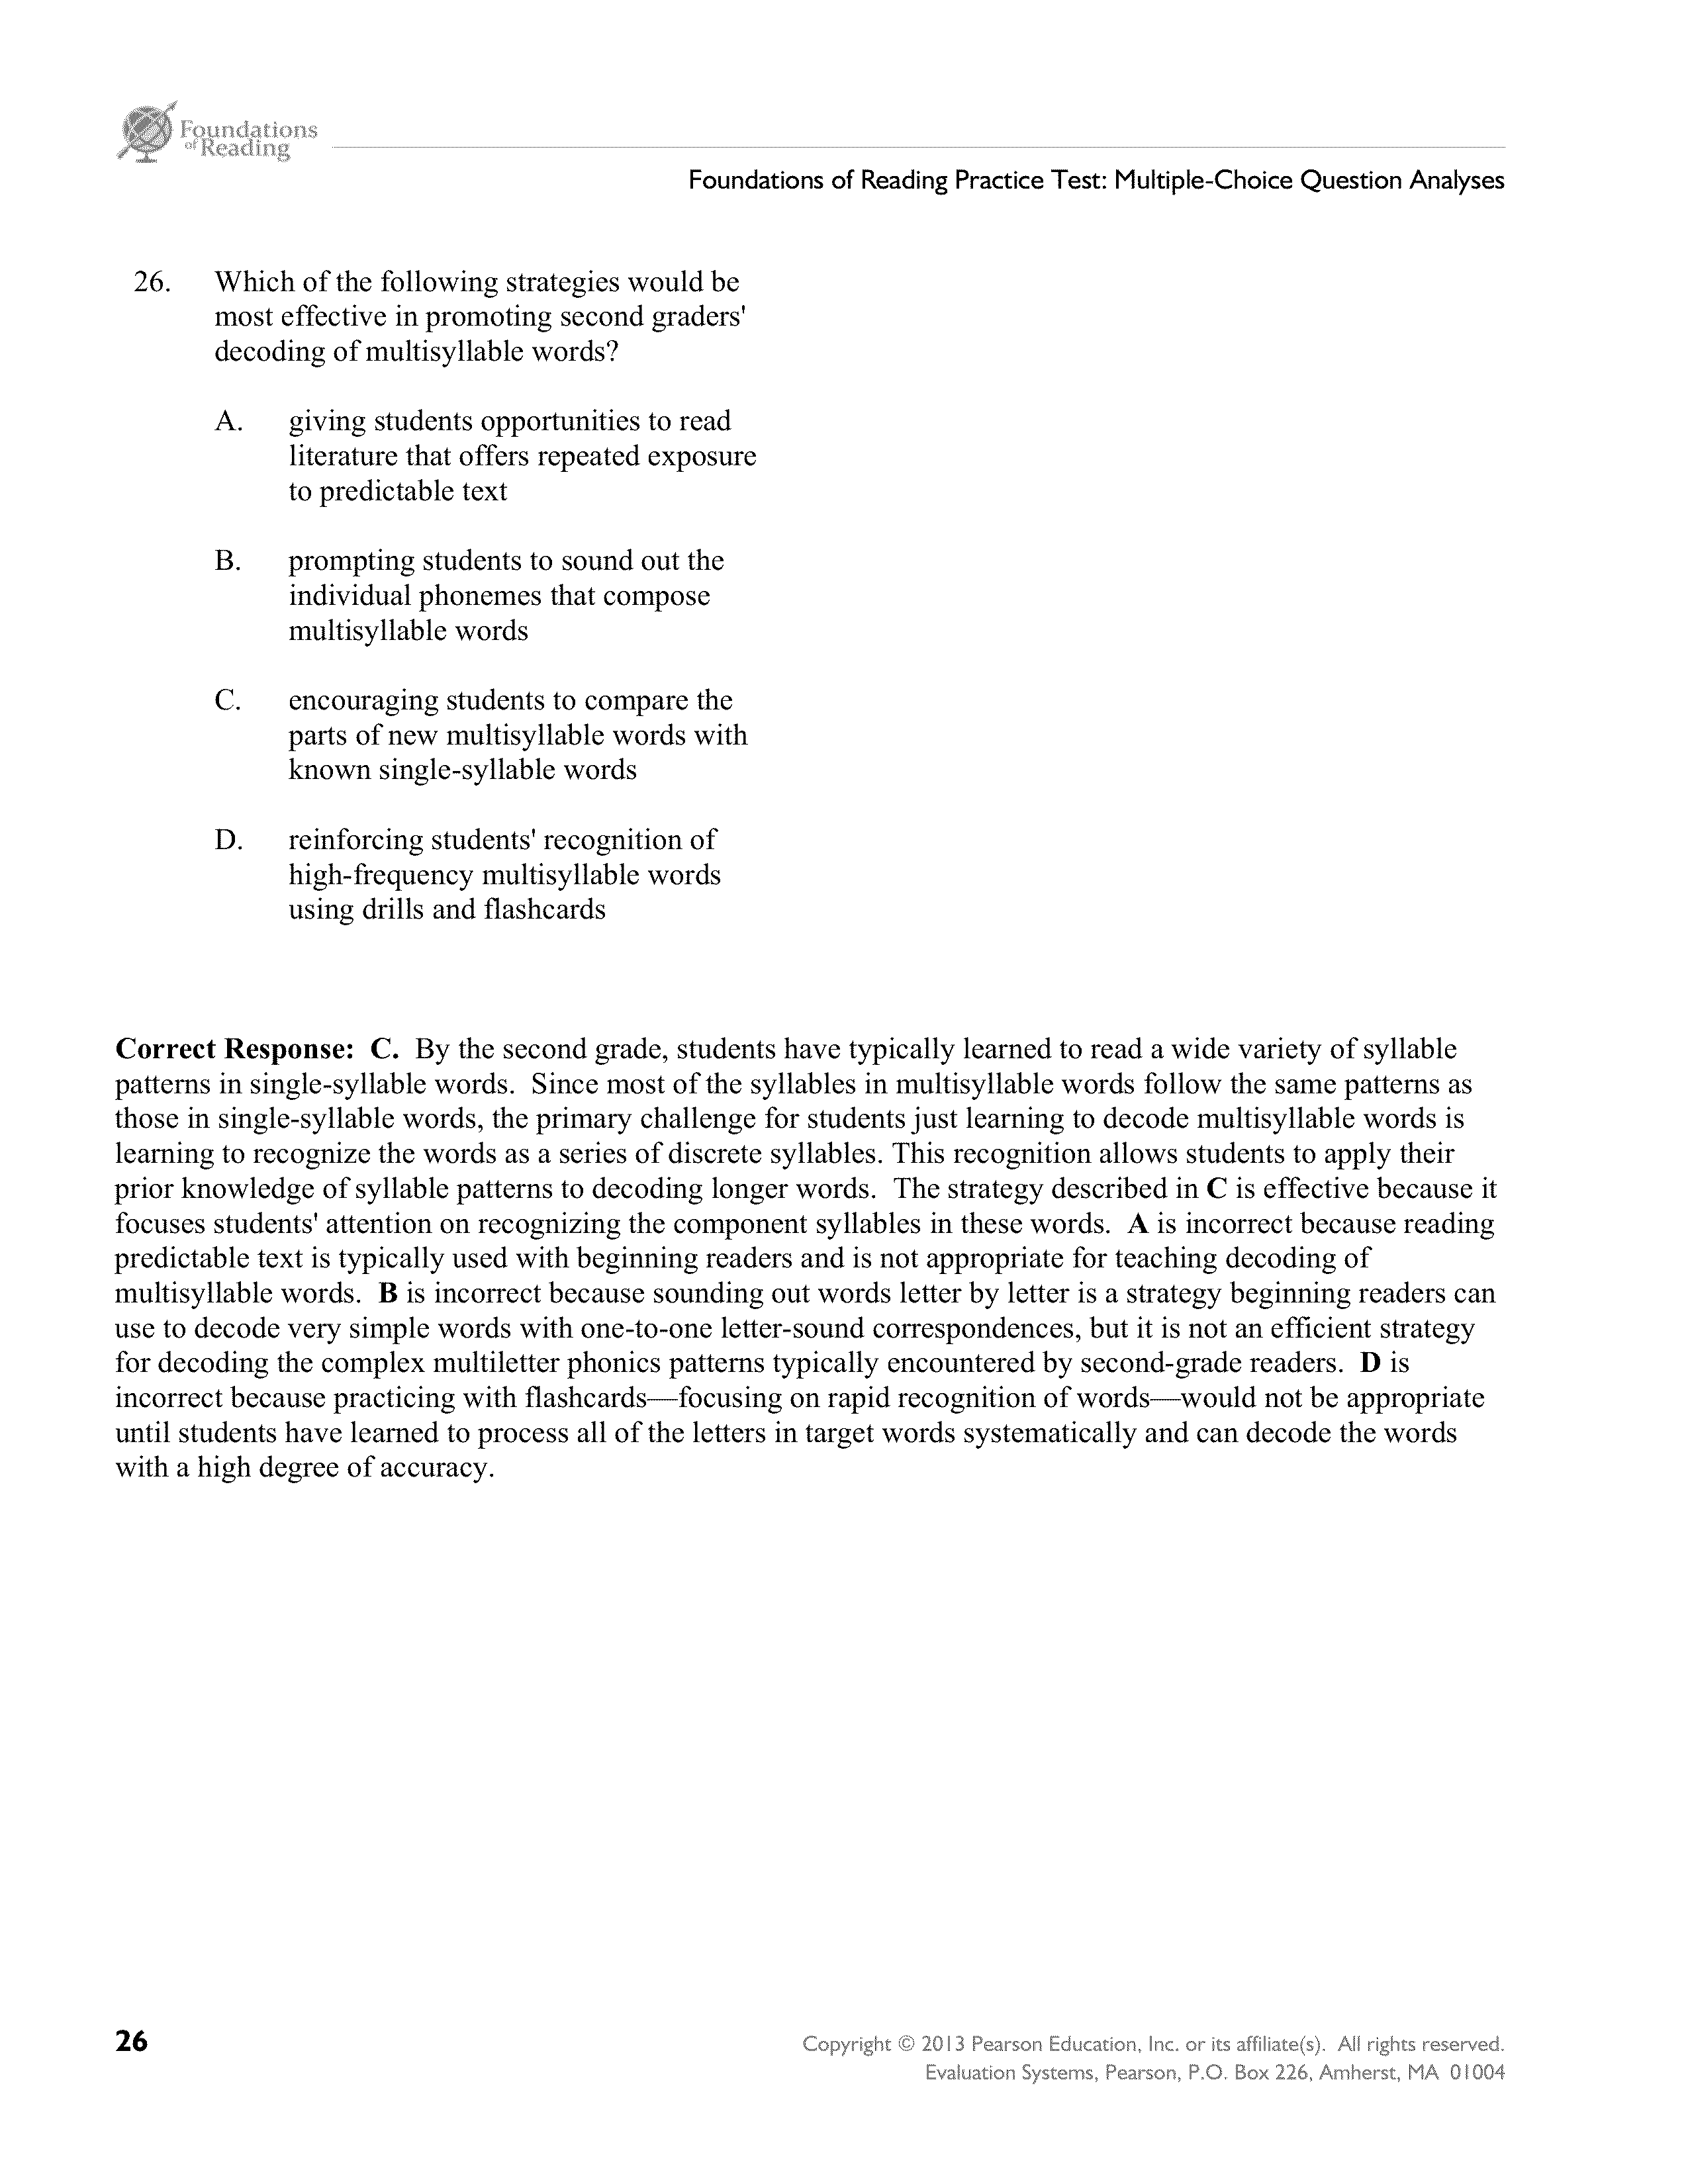 Foundations
of Reading
Foundations of Reading Practice Test: Multiple-Choice Question Analyses
26. Which of the following strategies would be
most effective in promoting second graders'
decoding of multisyllable words?
A. giving students opportunities to read
literature that offers repeated exposure
to predictable text
B. prompting students to sound out the
individual phonemes that compose
multisyllable words
C. encouraging students to compare the
parts of new multisyllable words with
known single-syllable words
D. reinforcing students' recognition of
high-frequency multisyllable words
using drills and flashcards
Correct Response: C. By the second grade, students have typically learned to read a wide variety of syllable
patterns in single-syllable words. Since most of the syllables in multisyllable words follow the same patterns as
those in single-syllable words, the primary challenge for students just learning to decode multisyllable words is
learning to recognize the words as a series of discrete syllables. This recognition allows students to apply their
prior knowledge of syllable patterns to decoding longer words. The strategy described in C is effective because it
focuses students' attention on recognizing the component syllables in these words. A is incorrect because reading
predictable text is typically used with beginning readers and is not appropriate for teaching decoding of
multisyllable words. B is incorrect because sounding out words letter by letter is a strategy beginning readers can
use to decode very simple words with one-to-one letter-sound correspondences, but it is not an efficient strategy
for decoding the complex multiletter phonics patterns typically encountered by second-grade readers. D is
incorrect because practicing with flashcards—focusing on rapid recognition of words—would not be appropriate
until students have learned to process all of the letters in target words systematically and can decode the words
with a high degree of accuracy.
26
Copyright © 2013 Pearson Education, Inc. or its affiliate(s). All rights reserved.
Evaluation Systems, Pearson, P.O. Box 226, Amherst, MA 01004